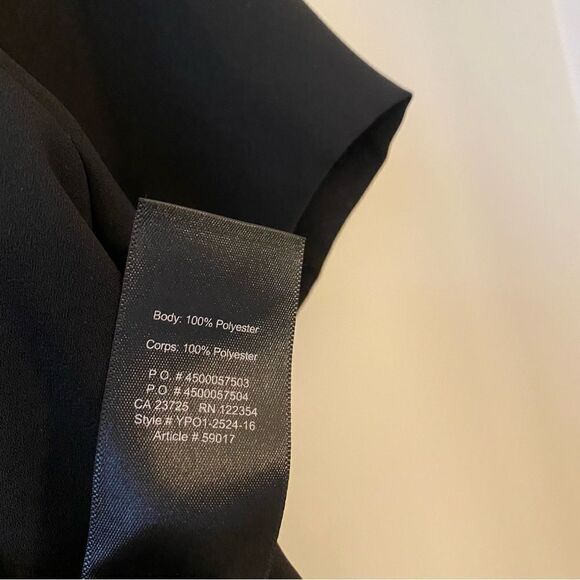 Body: 100% Polyester
Corps: 100% Polyester
P.O. # 4500057503
P.O. # 4500057504
CA 23725 RN 122354
Style # YPO1-2524-16
Article # 59017